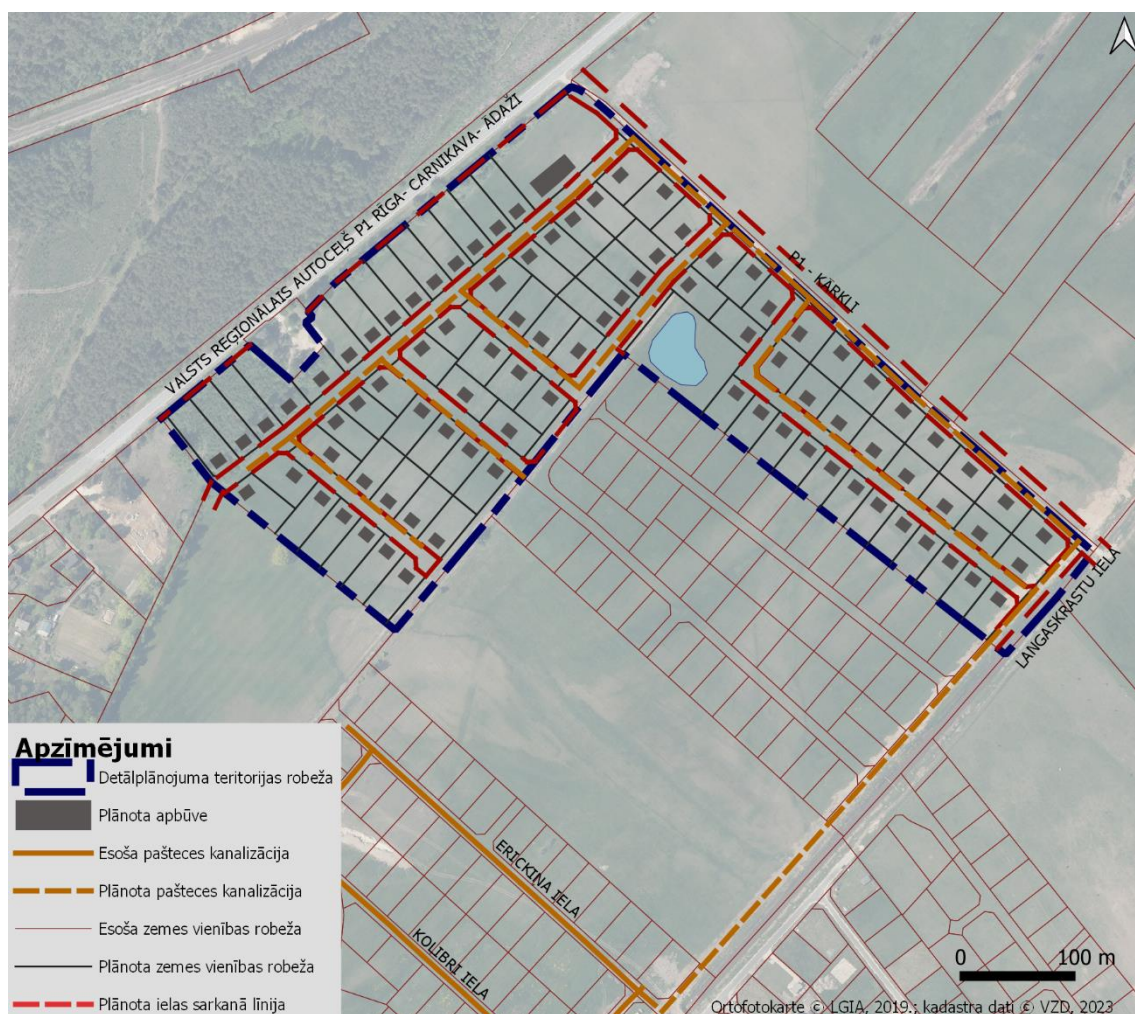 VALSTS REĢIONĀLAIS AUTOCEĻŠ P1 RĪGA- CARNIKAVA- ĀDAŽI
P1 - KĀRKLI
LANGASKRASTU IELA
ERICKINA IELA
KOLIBRI IELA
Apzīmējumi
Detālplānojuma teritorijas robeža
Plānota apbūve
Esoša pašteces kanalizācija
Plānota pašteces kanalizācija
Esoša zemes vienības robeža
Plānota zemes vienības robeža
Plānota ielas sarkanā līnija
0 100 m
Ortofotokarte © LGIA, 2019.; kadastra dati © VZD, 2023